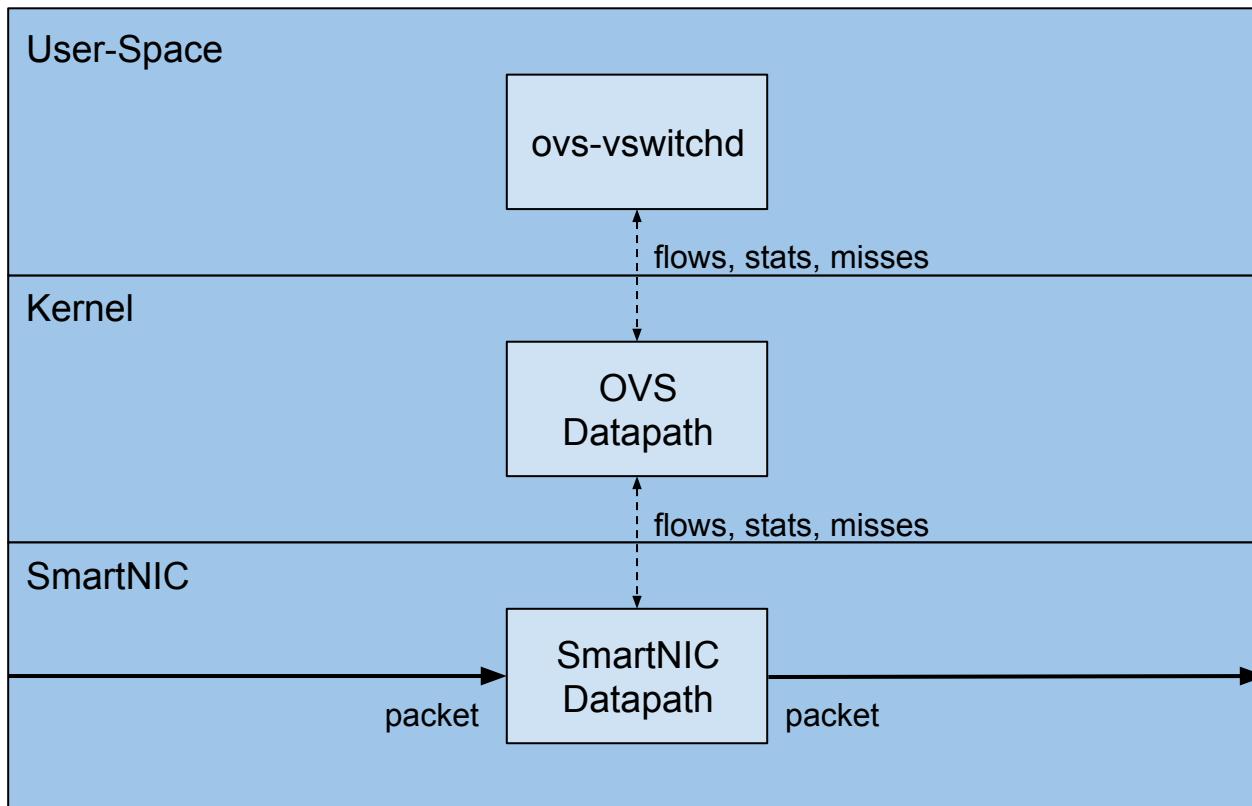 User-Space
ovs-vswitchd
flows, stats, misses
Kernel
OVS
Datapath
flows, stats, misses
SmartNIC
SmartNIC
Datapath
packet
packet